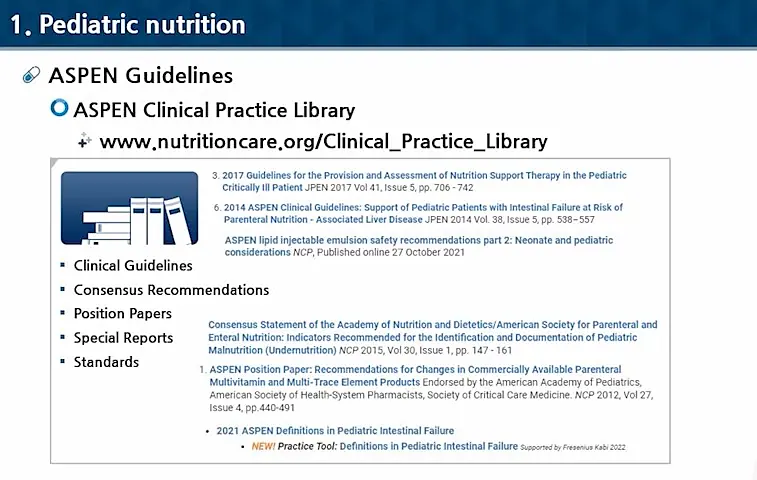 1. Pediatric nutrition
ASPEN Guidelines
ASPEN Clinical Practice Library
www.nutritioncare.org/Clinical_Practice_Library
3. 2017 Guidelines for the Provision and Assessment of Nutrition Support Therapy in the Pediatric
Critically Ill Patient JPEN 2017 Vol 41, Issue 5, pp. 706 - 742
6. 2014 ASPEN Clinical Guidelines: Support of Pediatric Patients with Intestinal Failure at Risk of
Parenteral Nutrition - Associated Liver Disease JPEN 2014 Vol. 38, Issue 5, pp. 538–557
ASPEN lipid injectable emulsion safety recommendations part 2: Neonate and pediatric
considerations NCP, Published online 27 October 2021
▪ Clinical Guidelines
▪ Consensus Recommendations
▪ Position Papers
▪ Special Reports
▪ Standards
Consensus Statement of the Academy of Nutrition and Dietetics/American Society for Parenteral and
Enteral Nutrition: Indicators Recommended for the Identification and Documentation of Pediatric
Malnutrition (Undernutrition) NCP 2015, Vol 30, Issue 1, pp. 147 - 161
1. ASPEN Position Paper: Recommendations for Changes in Commercially Available Parenteral
Multivitamin and Multi-Trace Element Products Endorsed by the American Academy of Pediatrics,
American Society of Health-System Pharmacists, Society of Critical Care Medicine. NCP 2012, Vol 27,
Issue 4, pp.440-491
• 2021 ASPEN Definitions in Pediatric Intestinal Failure
• NEW! Practice Tool: Definitions in Pediatric Intestinal Failure Supported by Fresenius Kabi 2022